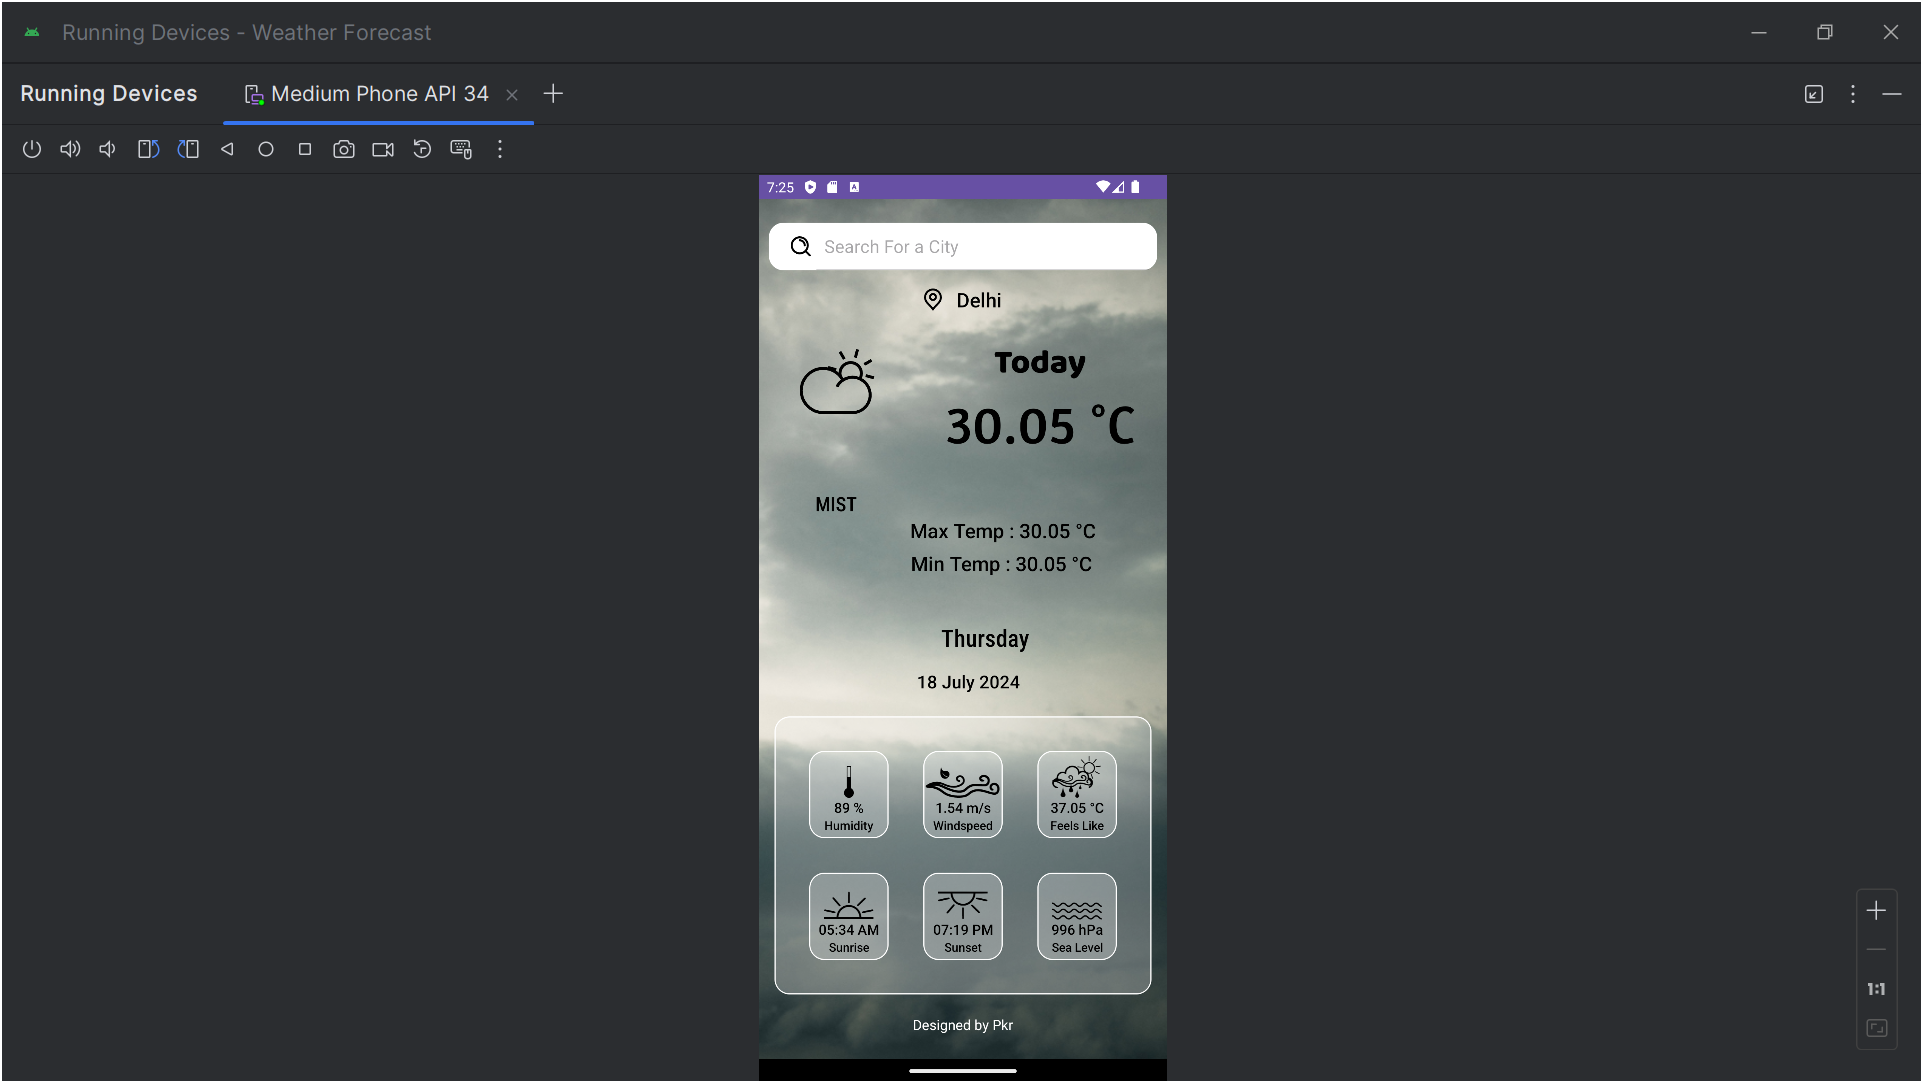 Running Devices - Weather Forecast
Running Devices
Medium Phone API 34
7:25
Search For a City
Delhi
Today
30.05 °C
MIST
Max Temp : 30.05 °C
Min Temp : 30.05 °C
Thursday
18 July 2024
89 %
Humidity
1.54 m/s
Windspeed
37.05 °C
Feels Like
05:34 AM
Sunrise
07:19 PM
Sunset
996 hPa
Sea Level
Designed by Pkr
1:1